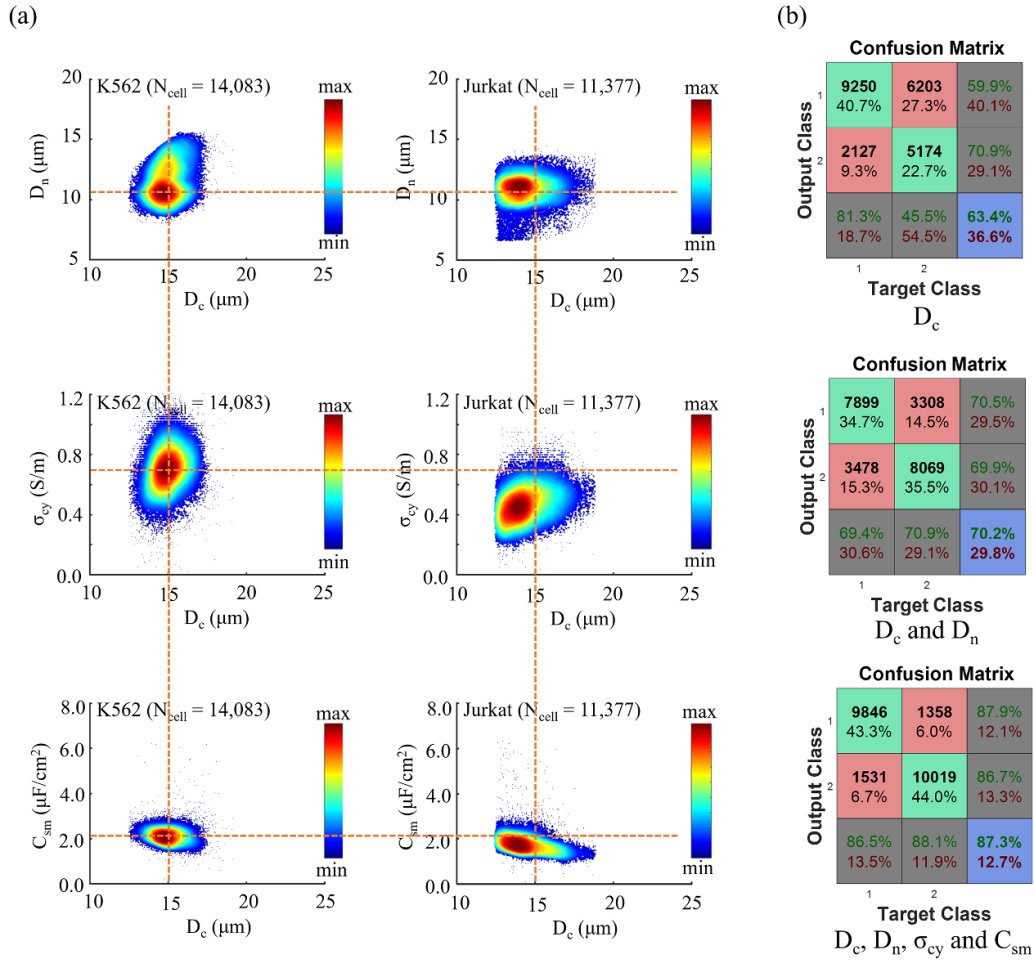 (a)
K562 (N_cell = 14,083)
max
min
20
15
10
5
D_n (μm)
10
15
20
25
D_c (μm)
Jurkat (N_cell = 11,377)
max
min
20
15
10
5
D_n (μm)
10
15
20
25
D_c (μm)
K562 (N_cell = 14,083)
max
min
1.2
0.8
0.4
0.0
σ_cy (S/m)
10
15
20
25
D_c (μm)
Jurkat (N_cell = 11,377)
max
min
1.2
0.8
0.4
0.0
σ_cy (S/m)
10
15
20
25
D_c (μm)
K562 (N_cell = 14,083)
max
min
8.0
6.0
4.0
2.0
0.0
C_sm (μF/cm²)
10
15
20
25
D_c (μm)
Jurkat (N_cell = 11,377)
max
min
8.0
6.0
4.0
2.0
0.0
C_sm (μF/cm²)
10
15
20
25
D_c (μm)
(b)
Confusion Matrix
Output Class
1
9250 6203 59.9%
40.7% 27.3% 40.1%
2
2127 5174 70.9%
9.3% 22.7% 29.1%
81.3% 45.5% 63.4%
18.7% 54.5% 36.6%
1 2
Target Class
D_c
Confusion Matrix
Output Class
1
7899 3308 70.5%
34.7% 14.5% 29.5%
2
3478 8069 69.9%
15.3% 35.5% 30.1%
69.4% 70.9% 70.2%
30.6% 29.1% 29.8%
1 2
Target Class
D_c and D_n
Confusion Matrix
Output Class
1
9846 1358 87.9%
43.3% 6.0% 12.1%
2
1531 10019 86.7%
6.7% 44.0% 13.3%
86.5% 88.1% 87.3%
13.5% 11.9% 12.7%
1 2
Target Class
D_c, D_n, σ_cy and C_sm